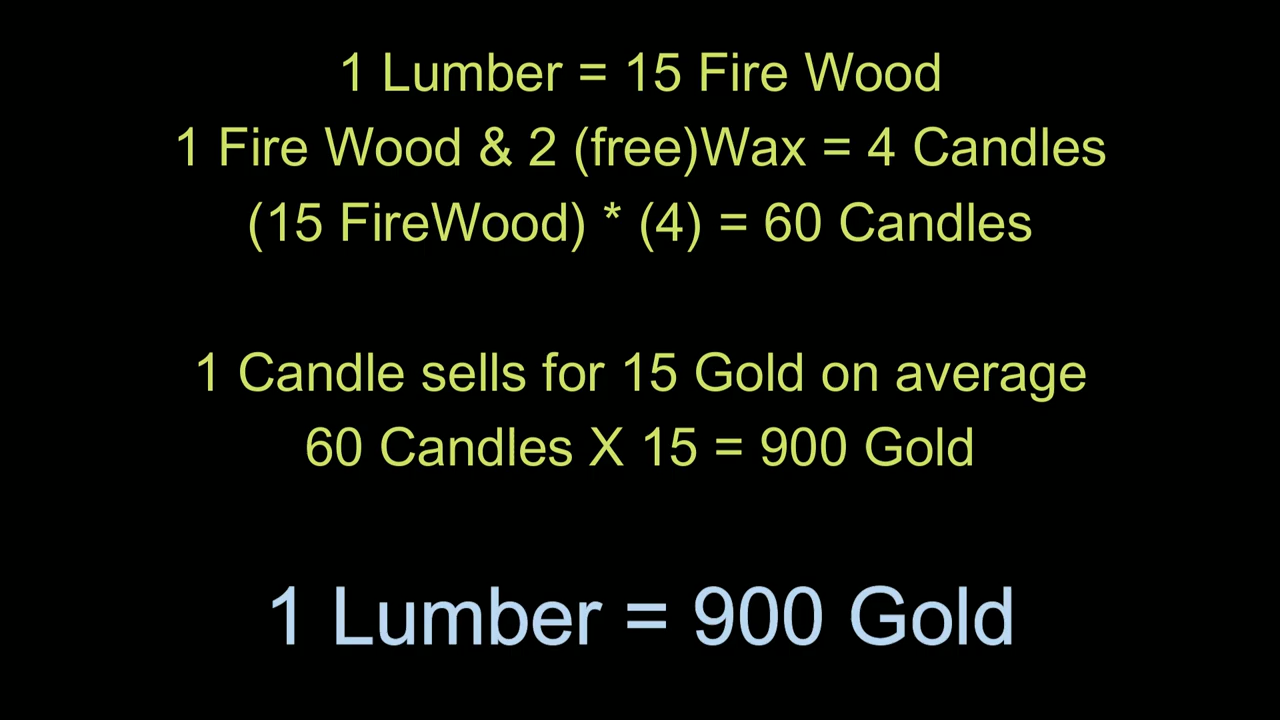 1 Lumber = 15 Fire Wood
1 Fire Wood & 2 (free)Wax = 4 Candles
(15 FireWood) * (4) = 60 Candles
1 Candle sells for 15 Gold on average
60 Candles X 15 = 900 Gold
1 Lumber = 900 Gold